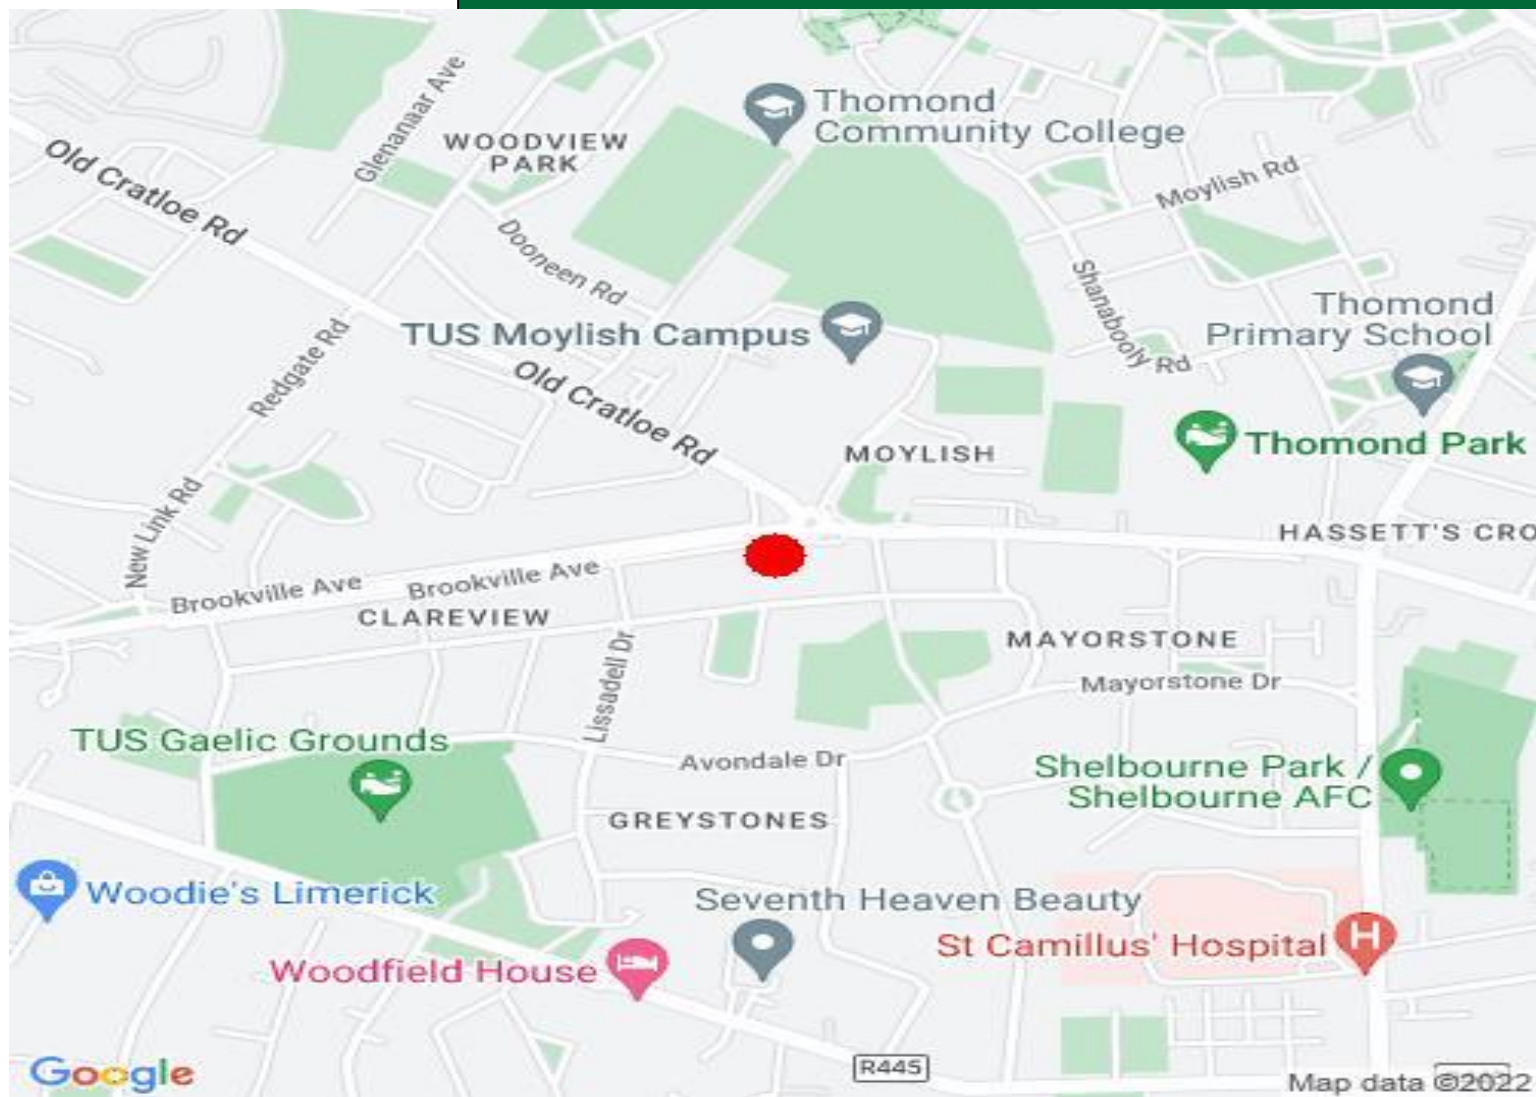 Glenanaar Ave
Thomond
Community College
WOODVIEW
PARK
Old Cratloe Rd
Moylish Rd
Dooneen Rd
Shanabooly Rd
Thomond
Primary School
TUS Moylish Campus
Redgate Rd
Old Cratloe Rd
MOYLISH
Thomond Park
New Link Rd
HASSETT'S CRO
Brookville Ave
Brookville Ave
CLAREVIEW
MAYORSTONE
Lissadell Dr
Mayorstone Dr
TUS Gaelic Grounds
Avondale Dr
Shelbourne Park /
Shelbourne AFC
GREYSTONES
Woodie's Limerick
Seventh Heaven Beauty
St Camillus' Hospital
H
Woodfield House
Google
R445
Map data ©2022